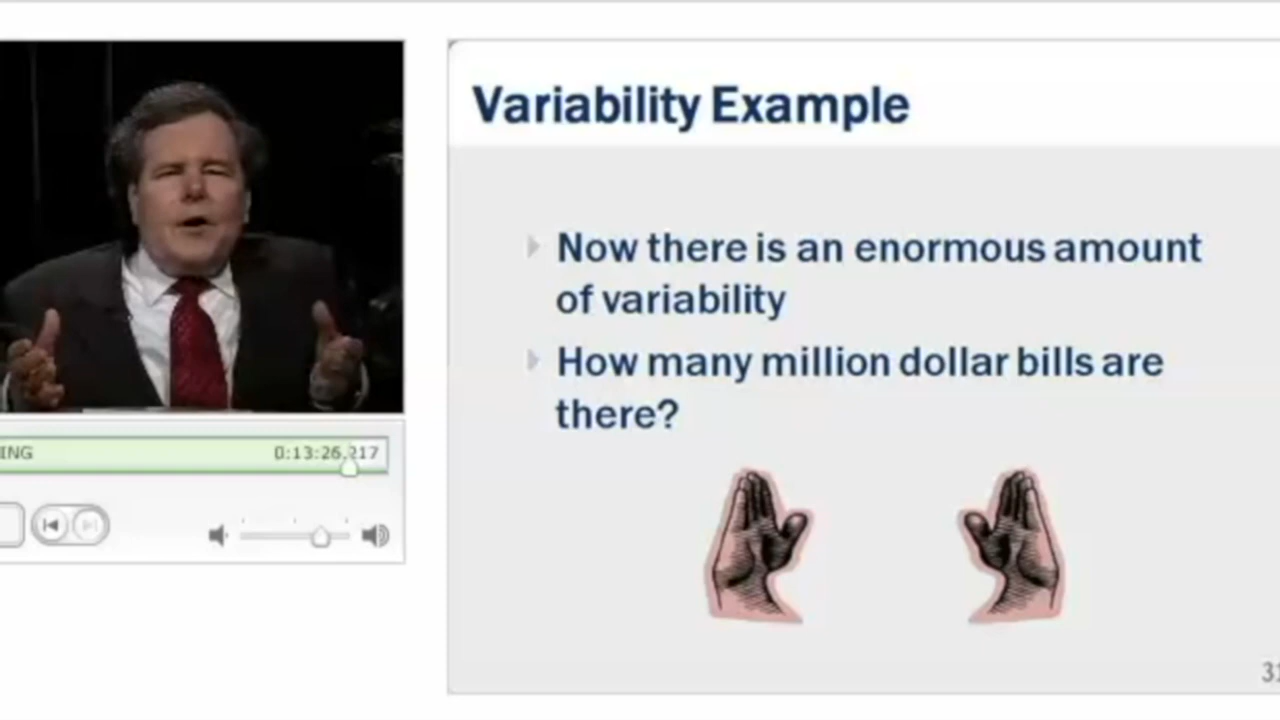 Variability Example
Now there is an enormous amount
of variability
How many million dollar bills are
there?
ING
0:13:26.217